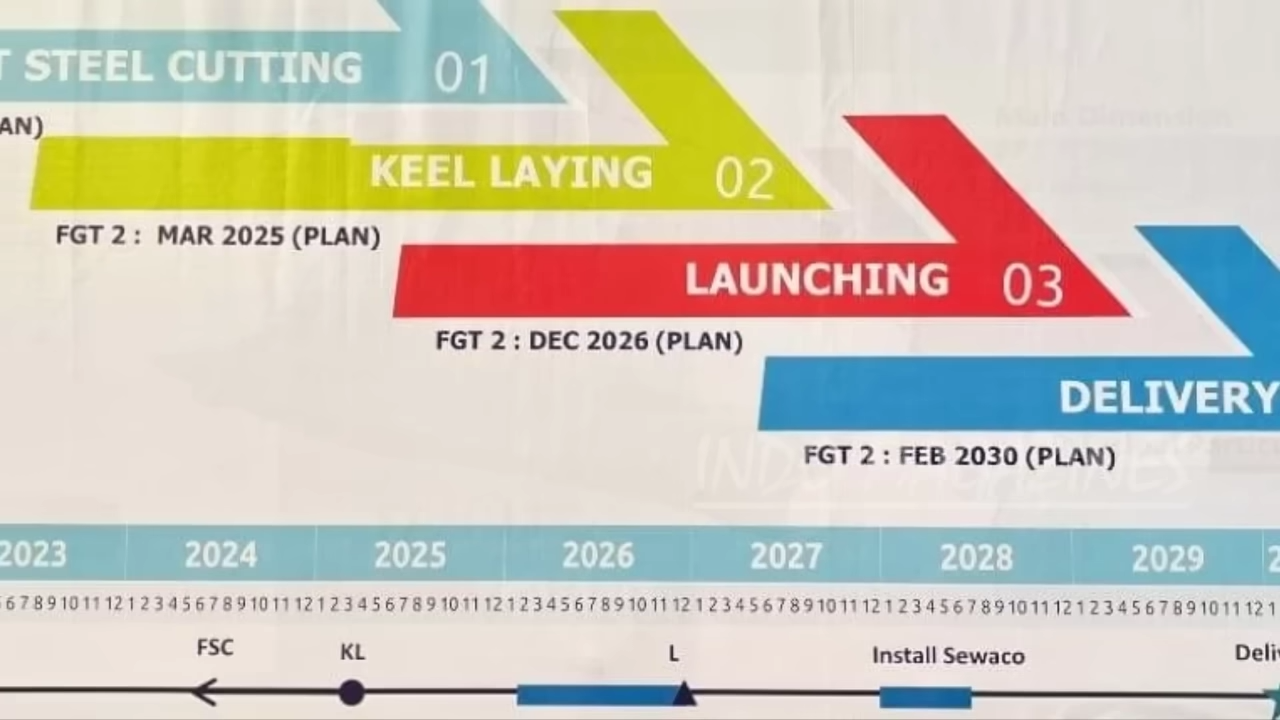 T STEEL CUTTING 01
AN)
KEEL LAYING 02
FGT 2 : MAR 2025 (PLAN)
LAUNCHING 03
FGT 2 : DEC 2026 (PLAN)
DELIVERY
FGT 2 : FEB 2030 (PLAN)
2023 2024 2025 2026 2027 2028 2029 2
6 7 8 9 10 11 12 1 2 3 4 5 6 7 8 9 10 11 12 1 2 3 4 5 6 7 8 9 10 11 12 1 2 3 4 5 6 7 8 9 10 11 12 1 2 3 4 5 6 7 8 9 10 11 12 1 2 3 4 5 6 7 8 9 10 11 12 1 2 3 4 5 6 7 8 9 10 11 12 1
FSC KL L Install Sewaco Deliv